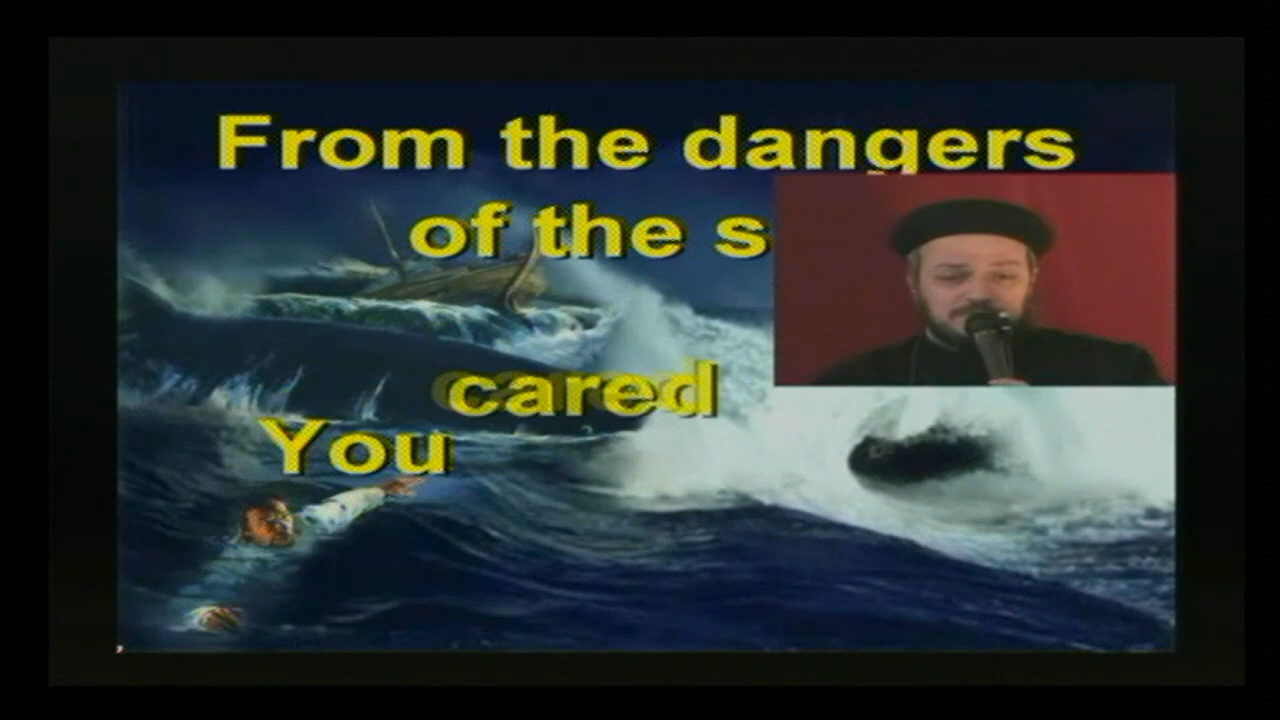 From the dangers
of the s
cared
You